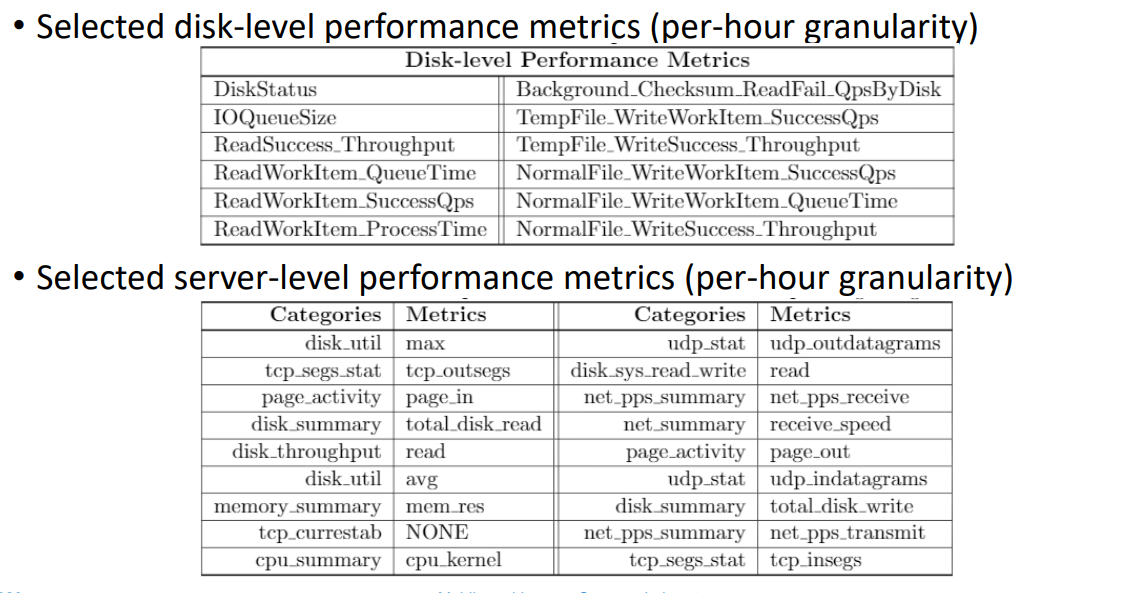 • Selected disk-level performance metrics (per-hour granularity)
Disk-level Performance Metrics
DiskStatus Background_Checksum_ReadFail_QpsByDisk
IOQueueSize TempFile_WriteWorkItem_SuccessQps
ReadSuccess_Throughput TempFile_WriteSuccess_Throughput
ReadWorkItem_QueueTime NormalFile_WriteWorkItem_SuccessQps
ReadWorkItem_SuccessQps NormalFile_WriteWorkItem_QueueTime
ReadWorkItem_ProcessTime NormalFile_WriteSuccess_Throughput
• Selected server-level performance metrics (per-hour granularity)
Categories Metrics Categories Metrics
disk_util max udp_stat udp_outdatagrams
tcp_segs_stat tcp_outsegs disk_sys_read_write read
page_activity page_in net_pps_summary net_pps_receive
disk_summary total_disk_read net_summary receive_speed
disk_throughput read page_activity page_out
disk_util avg udp_stat udp_indatagrams
memory_summary mem_res disk_summary total_disk_write
tcp_currestab NONE net_pps_summary net_pps_transmit
cpu_summary cpu_kernel tcp_segs_stat tcp_insegs